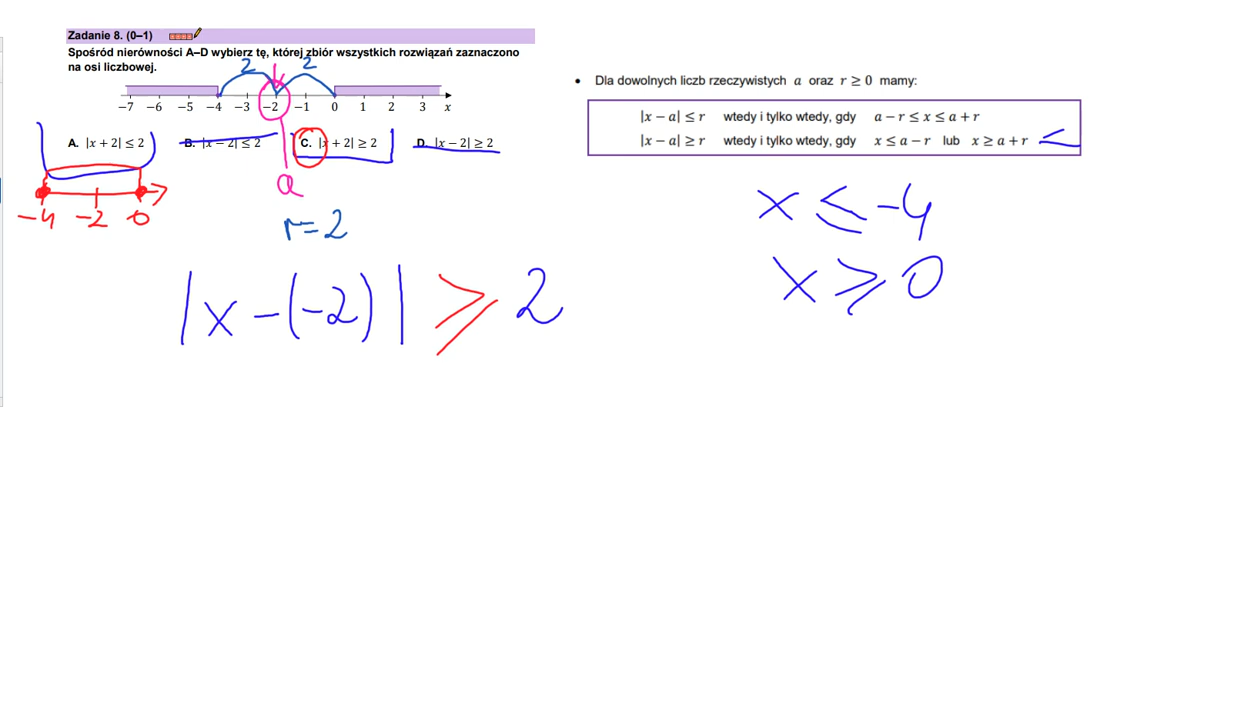 Zadanie 8. (0–1)
Spośród nierówności A–D wybierz tę, której zbiór wszystkich rozwiązań zaznaczono
na osi liczbowej.
2 2
−7 −6 −5 −4 −3 −2 −1 0 1 2 3 x
A. |x + 2| ≤ 2 B. |x − 2| ≤ 2 C. |x + 2| ≥ 2 D. |x − 2| ≥ 2
a
−4 −2 0
r = 2
|x − (−2)| ⩾ 2
• Dla dowolnych liczb rzeczywistych a oraz r ≥ 0 mamy:
|x − a| ≤ r wtedy i tylko wtedy, gdy a − r ≤ x ≤ a + r
|x − a| ≥ r wtedy i tylko wtedy, gdy x ≤ a − r lub x ≥ a + r
x ≤ −4
x ⩾ 0